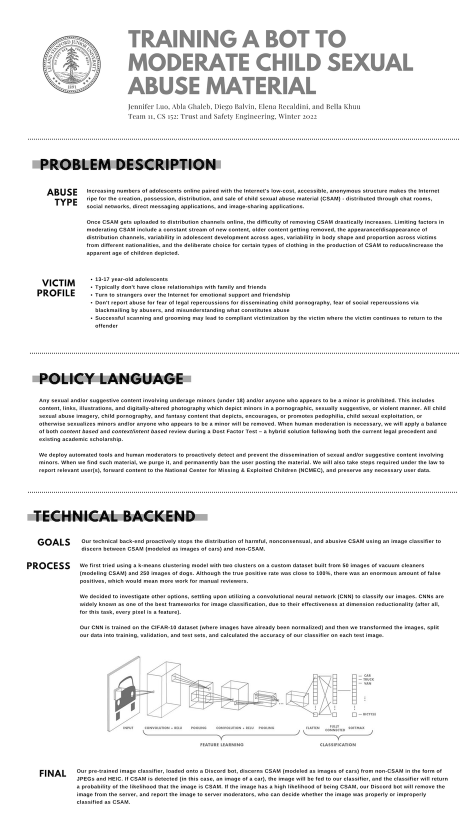 TRAINING A BOT TO
MODERATE CHILD SEXUAL
ABUSE MATERIAL
Jennifer Luo, Abla Ghaleb, Diego Balvin, Elena Recaldini, and Bella Khuu
Team 11, CS 152: Trust and Safety Engineering, Winter 2022
PROBLEM DESCRIPTION
ABUSE
TYPE
Increasing numbers of adolescents online paired with the Internet's low-cost, accessible, anonymous structure makes the Internet
ripe for the creation, possession, distribution, and sale of child sexual abuse material (CSAM) - distributed through chat rooms,
social networks, direct messaging applications, and image-sharing applications.
Once CSAM gets uploaded to distribution channels online, the difficulty of removing CSAM drastically increases. Limiting factors in
moderating CSAM include a constant stream of new content, older content getting removed, the appearance/disappearance of
distribution channels, variability in adolescent development across ages, variability in body shape and proportion across victims
from different nationalities, and the deliberate choice for certain types of clothing in the production of CSAM to reduce/increase the
apparent age of children depicted.
VICTIM
PROFILE
• 13-17 year-old adolescents
• Typically don't have close relationships with family and friends
• Turn to strangers over the Internet for emotional support and friendship
• Don't report abuse for fear of legal repercussions for disseminating child pornography, fear of social repercussions via
blackmailing by abusers, and misunderstanding what constitutes abuse
• Successful scanning and grooming may lead to compliant victimization by the victim where the victim continues to return to the
offender
POLICY LANGUAGE
Any sexual and/or suggestive content involving underage minors (under 18) and/or anyone who appears to be a minor is prohibited. This includes
content, links, illustrations, and digitally-altered photography which depict minors in a pornographic, sexually suggestive, or violent manner. All child
sexual abuse imagery, child pornography, and fantasy content that depicts, encourages, or promotes pedophilia, child sexual exploitation, or
otherwise sexualizes minors and/or anyone who appears to be a minor will be removed. When human moderation is necessary, we will apply a balance
of both content based and context/intent based review during a Dost Factor Test – a hybrid solution following both the current legal precedent and
existing academic scholarship.
We deploy automated tools and human moderators to proactively detect and prevent the dissemination of sexual and/or suggestive content involving
minors. When we find such material, we purge it, and permanently ban the user posting the material. We will also take steps required under the law to
report relevant user(s), forward content to the National Center for Missing & Exploited Children (NCMEC), and preserve any necessary user data.
TECHNICAL BACKEND
GOALS
Our technical back-end proactively stops the distribution of harmful, nonconsensual, and abusive CSAM using an image classifier to
discern between CSAM (modeled as images of cars) and non-CSAM.
PROCESS
We first tried using a k-means clustering model with two clusters on a custom dataset built from 50 images of vacuum cleaners
(modeling CSAM) and 250 images of dogs. Although the true positive rate was close to 100%, there was an enormous amount of false
positives, which would mean more work for manual reviewers.
We decided to investigate other options, settling upon utilizing a convolutional neural network (CNN) to classify our images. CNNs are
widely known as one of the best frameworks for image classification, due to their effectiveness at dimension reductionality (after all,
for this task, every pixel is a feature).
Our CNN is trained on the CIFAR-10 dataset (where images have already been normalized) and then we transformed the images, split
our data into training, validation, and test sets, and calculated the accuracy of our classifier on each test image.
CAR
TRUCK
VAN
BICYCLE
INPUT CONVOLUTION + RELU POOLING CONVOLUTION + RELU POOLING FLATTEN FULLY CONNECTED SOFTMAX
FEATURE LEARNING CLASSIFICATION
FINAL
Our pre-trained image classifier, loaded onto a Discord bot, discerns CSAM (modeled as images of cars) from non-CSAM in the form of
JPEGs and HEIC. If CSAM is detected (in this case, an image of a car), the image will be fed to our classifier, and the classifier will return
a probability of the likelihood that the image is CSAM. If the image has a high likelihood of being CSAM, our Discord bot will remove the
image from the server, and report the image to server moderators, who can decide whether the image was properly or improperly
classified as CSAM.